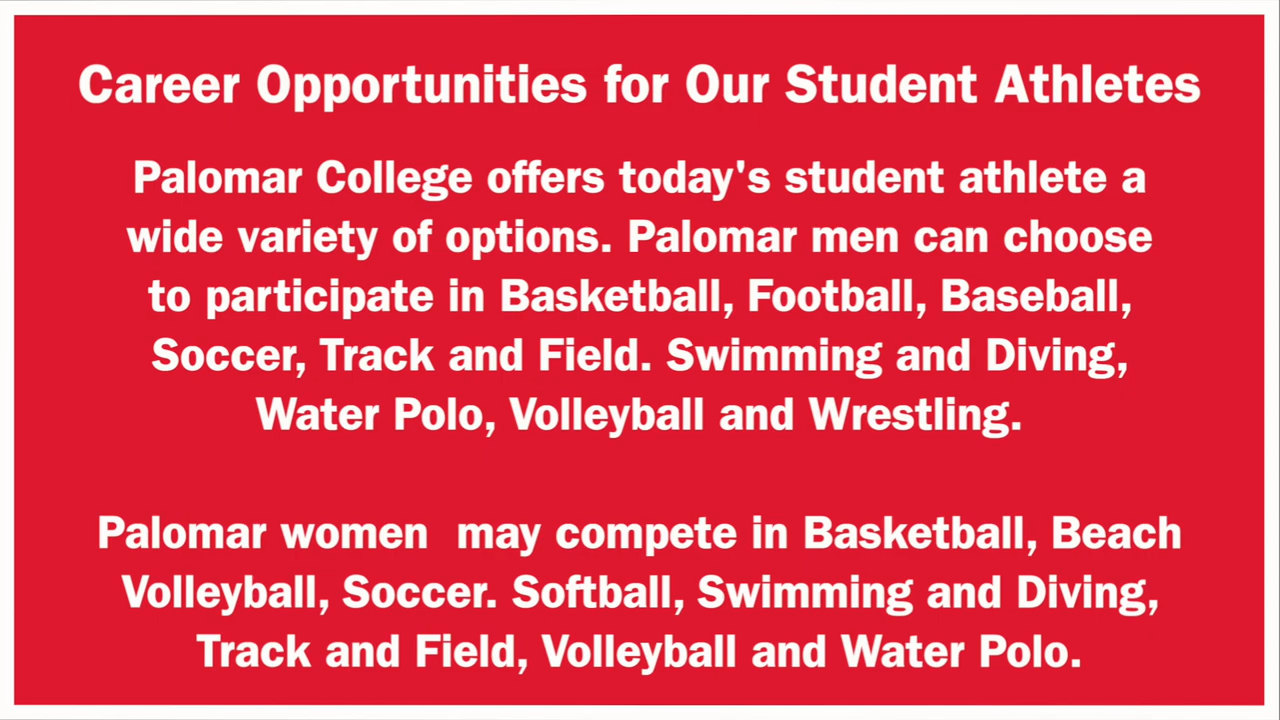 Career Opportunities for Our Student Athletes
Palomar College offers today's student athlete a
wide variety of options. Palomar men can choose
to participate in Basketball, Football, Baseball,
Soccer, Track and Field. Swimming and Diving,
Water Polo, Volleyball and Wrestling.
Palomar women  may compete in Basketball, Beach
Volleyball, Soccer. Softball, Swimming and Diving,
Track and Field, Volleyball and Water Polo.